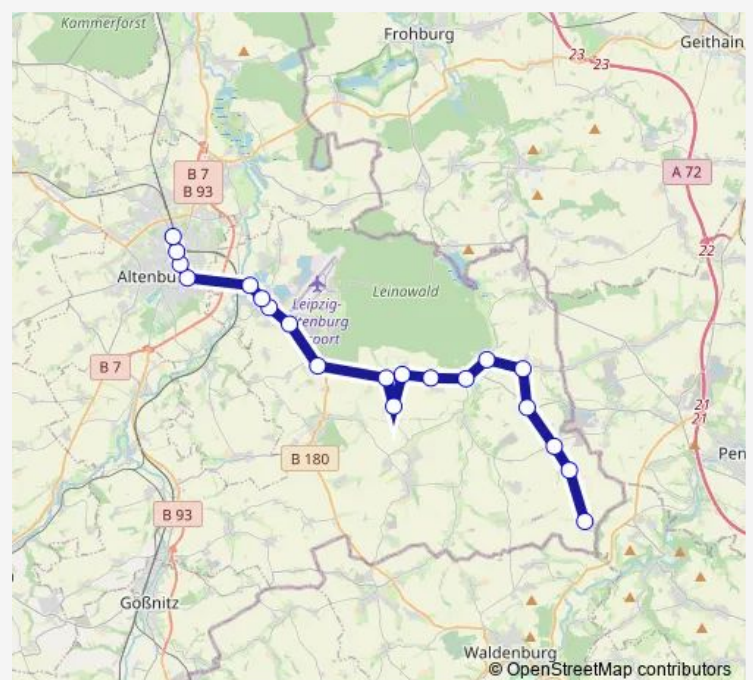 Kammerforst
Frohburg
Geithain
23
23
B 7
B 93
A 72
22
Altenbu
Leipzig-
tenburg
port
Leinawald
B 7
21
21
Pen
B 180
B 93
Gößnitz
Waldenburg
© OpenStreetMap contributors